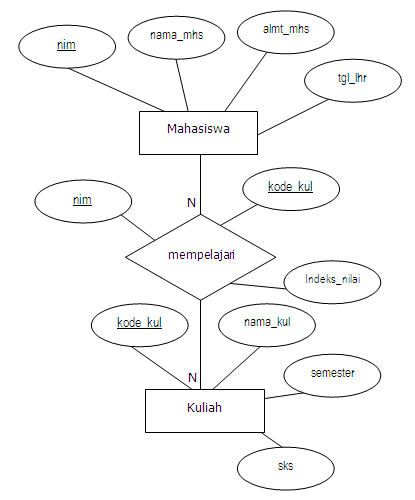 nim
nama_mhs
almt_mhs
tgl_lhr
Mahasiswa
N
nim
kode_kul
mempelajari
Indeks_nilai
kode_kul
nama_kul
N
semester
Kuliah
sks